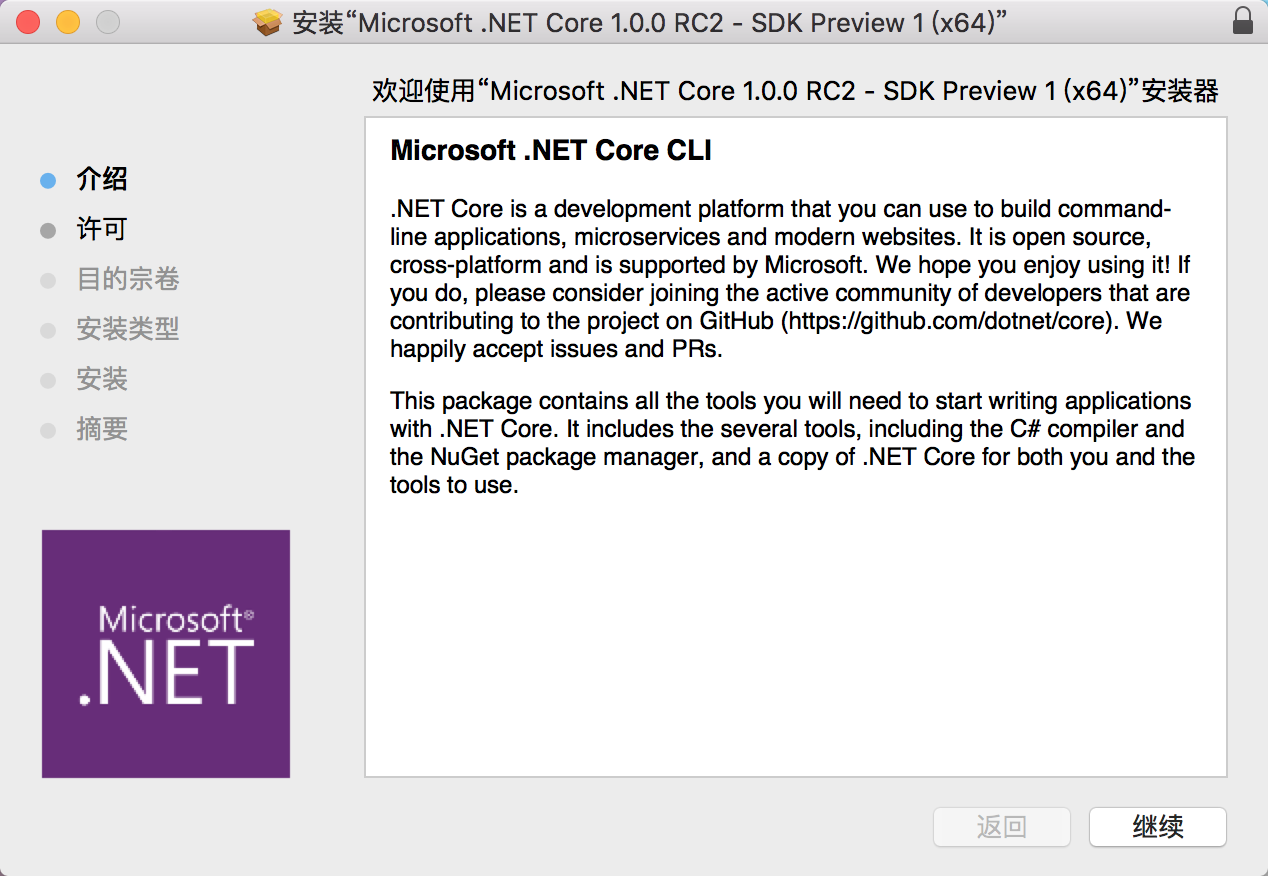 安装“Microsoft .NET Core 1.0.0 RC2 - SDK Preview 1 (x64)”
欢迎使用“Microsoft .NET Core 1.0.0 RC2 - SDK Preview 1 (x64)”安装器
介绍
许可
目的宗卷
安装类型
安装
摘要
Microsoft®
.NET
Microsoft .NET Core CLI
.NET Core is a development platform that you can use to build command-
line applications, microservices and modern websites. It is open source,
cross-platform and is supported by Microsoft. We hope you enjoy using it! If
you do, please consider joining the active community of developers that are
contributing to the project on GitHub (https://github.com/dotnet/core). We
happily accept issues and PRs.
This package contains all the tools you will need to start writing applications
with .NET Core. It includes the several tools, including the C# compiler and
the NuGet package manager, and a copy of .NET Core for both you and the
tools to use.
返回
继续